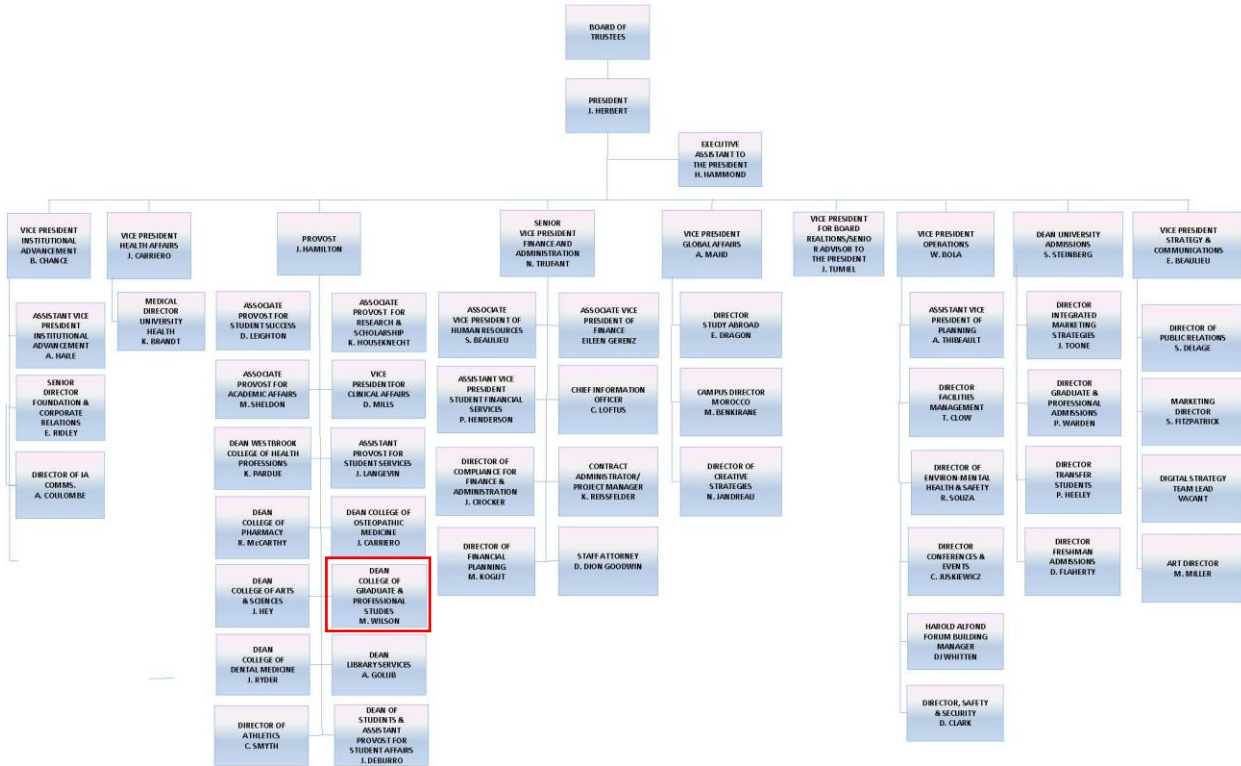 BOARD OF
TRUSTEES
PRESIDENT
J. HERBERT
EXECUTIVE
ASSISTANT TO
THE PRESIDENT
H. HAMMOND
VICE PRESIDENT
INSTITUTIONAL
ADVANCEMENT
B. CHANCE
VICE PRESIDENT
HEALTH AFFAIRS
J. CARRIERO
PROVOST
J. HAMILTON
SENIOR
VICE PRESIDENT
FINANCE AND
ADMINISTRATION
N. TRUFANT
VICE PRESIDENT
GLOBAL AFFAIRS
A. MAJID
VICE PRESIDENT
FOR BOARD
REALTIONS/SENIO
R ADVISOR TO
THE PRESIDENT
J. TUMIEL
VICE PRESIDENT
OPERATIONS
W. BOLA
DEAN UNIVERSITY
ADMISSIONS
S. STEINBERG
VICE PRESIDENT
STRATEGY &
COMMUNICATIONS
E. BEAULIEU
ASSISTANT VICE
PRESIDENT
INSTITUTIONAL
ADVANCEMENT
A. HAILE
SENIOR
DIRECTOR
FOUNDATION &
CORPORATE
RELATIONS
E. RIDLEY
DIRECTOR OF IA
COMMS.
A. COULOMBE
MEDICAL
DIRECTOR
UNIVERSITY
HEALTH
K. BRANDT
ASSOCIATE
PROVOST FOR
STUDENT SUCCESS
D. LEIGHTON
ASSOCIATE
PROVOST FOR
RESEARCH &
SCHOLARSHIP
K. HOUSEKNECHT
ASSOCIATE
PROVOST FOR
ACADEMIC AFFAIRS
M. SHELDON
VICE
PRESIDENTFOR
CLINICAL AFFAIRS
D. MILLS
DEAN WESTBROOK
COLLEGE OF HEALTH
PROFESSIONS
K. PARDUE
ASSISTANT
PROVOST FOR
STUDENT SERVICES
J. LANGEVIN
DEAN
COLLEGE OF
PHARMACY
R. McCARTHY
DEAN COLLEGE OF
OSTEOPATHIC
MEDICINE
J. CARRIERO
DEAN
COLLEGE OF ARTS
& SCIENCES
J. HEY
DEAN
COLLEGE OF
GRADUATE &
PROFESSIONAL
STUDIES
M. WILSON
DEAN
COLLEGE OF
DENTAL MEDICINE
J. RYDER
DEAN
LIBRARY SERVICES
A. GOLUB
DIRECTOR OF
ATHLETICS
C. SMYTH
DEAN OF
STUDENTS &
ASSISTANT
PROVOST FOR
STUDENT AFFAIRS
J. DEBURRO
ASSOCIATE
VICE PRESIDENT OF
HUMAN RESOURCES
S. BEAULIEU
ASSOCIATE VICE
PRESIDENT OF
FINANCE
EILEEN GERENZ
ASSISTANT VICE
PRESIDENT
STUDENT FINANCIAL
SERVICES
P. HENDERSON
CHIEF INFORMATION
OFFICER
C. LOFTUS
DIRECTOR OF
COMPLIANCE FOR
FINANCE &
ADMINISTRATION
J. CROCKER
CONTRACT
ADMINISTRATOR/
PROJECT MANAGER
K. REISSFELDER
DIRECTOR OF
FINANCIAL
PLANNING
M. KOGUT
STAFF ATTORNEY
D. DION GOODWIN
DIRECTOR
STUDY ABROAD
E. DRAGON
CAMPUS DIRECTOR
MOROCCO
M. BENKIRANE
DIRECTOR OF
CREATIVE
STRATEGIES
N. JANDREAU
ASSISTANT
VICE PRESIDENT OF
PLANNING
A. THIBEAULT
DIRECTOR
FACILITIES
MANAGEMENT
T. CLOW
DIRECTOR OF
ENVIRON-MENTAL
HEALTH & SAFETY
R. SOUZA
DIRECTOR
CONFERENCES &
EVENTS
C. JUSKIEWICZ
HAROLD ALFOND
FORUM BUILDING
MANAGER
DJ WHITTEN
DIRECTOR, SAFETY
& SECURITY
D. CLARK
DIRECTOR
INTEGRATED
MARKETING
STRATEGIES
J. TOONE
DIRECTOR
GRADUATE &
PROFESSIONAL
ADMISSIONS
P. WARDEN
DIRECTOR
TRANSFER
STUDENTS
P. HEELEY
DIRECTOR
FRESHMAN
ADMISSIONS
D. FLAHERTY
DIRECTOR OF
PUBLIC RELATIONS
S. DELAGE
MARKETING
DIRECTOR
S. FITZPATRICK
DIGITAL STRATEGY
TEAM LEAD
VACANT
ART DIRECTOR
M. MILLER